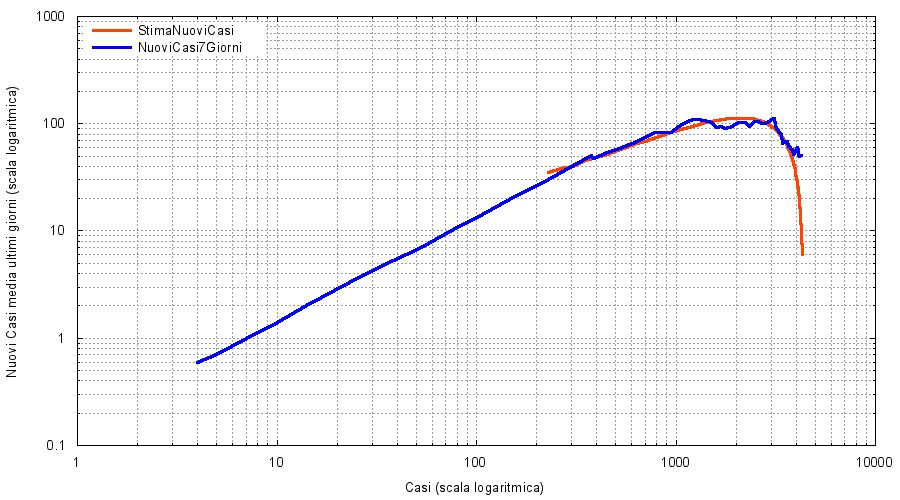 1000
StimaNuoviCasi
NuoviCasi7Giorni
100
10
1
0.1
Nuovi Casi media ultimi giorni (scala logaritmica)
1 10 100 1000 10000
Casi (scala logaritmica)